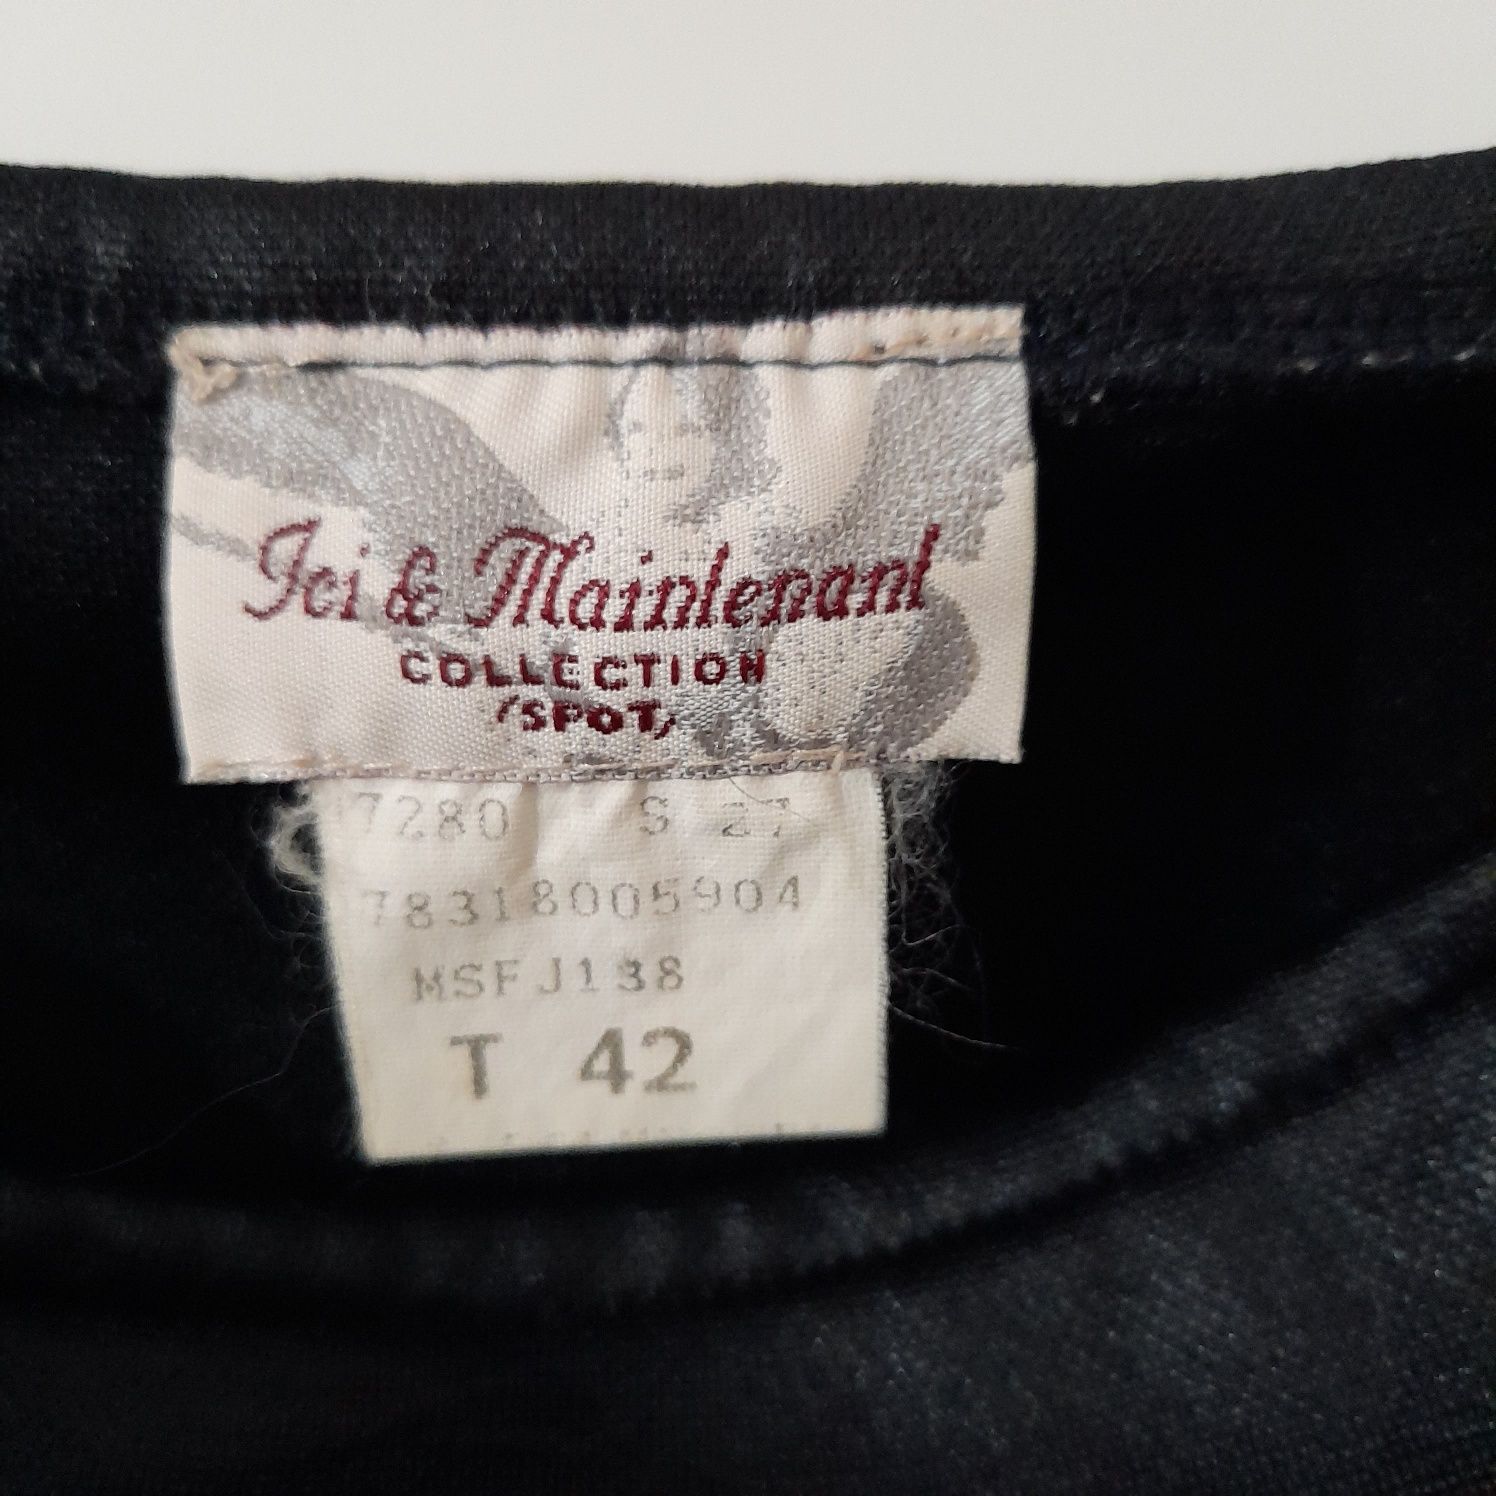 Ici & Maintenant
COLLECTION
/SPOT/
7280 S 27
78318005904
MSFJ138
T 42